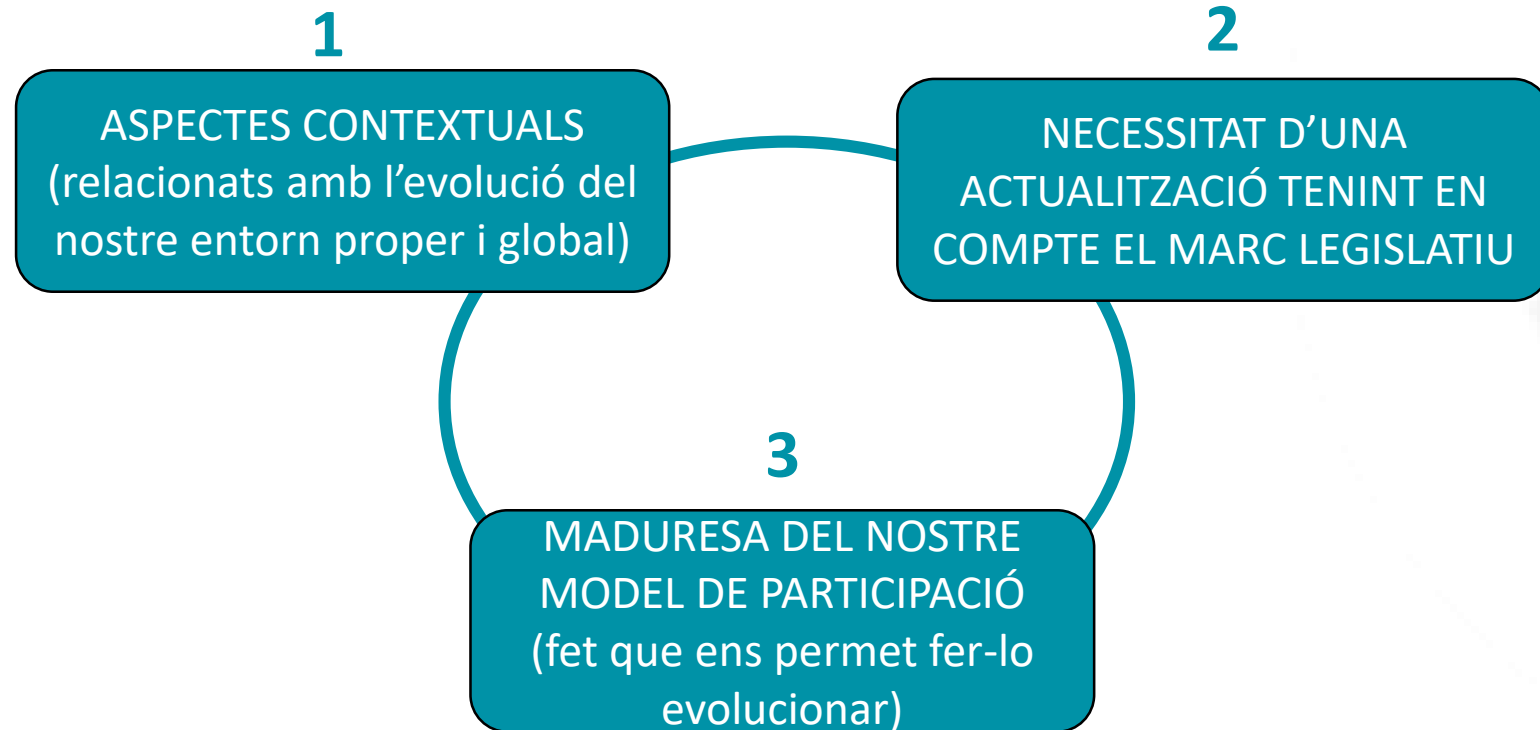 1
ASPECTES CONTEXTUALS
(relacionats amb l’evolució del
nostre entorn proper i global)
2
NECESSITAT D’UNA
ACTUALITZACIÓ TENINT EN
COMPTE EL MARC LEGISLATIU
3
MADURESA DEL NOSTRE
MODEL DE PARTICIPACIÓ
(fet que ens permet fer-lo
evolucionar)